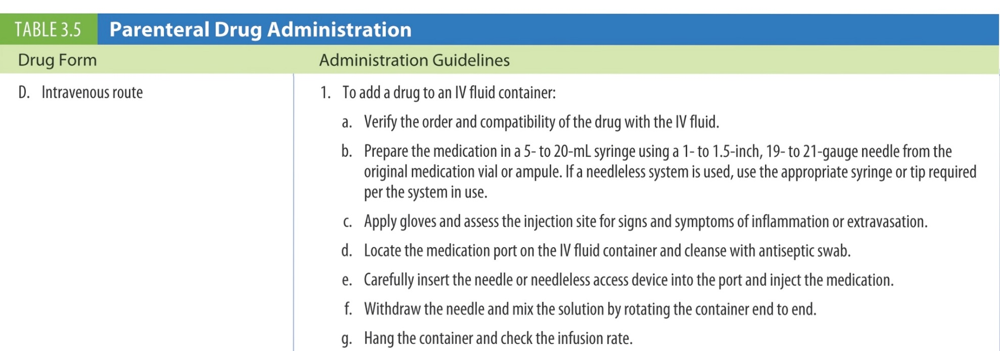 TABLE 3.5 Parenteral Drug Administration
Drug Form Administration Guidelines
D. Intravenous route 1. To add a drug to an IV fluid container:
a. Verify the order and compatibility of the drug with the IV fluid.
b. Prepare the medication in a 5- to 20-mL syringe using a 1- to 1.5-inch, 19- to 21-gauge needle from the
original medication vial or ampule. If a needleless system is used, use the appropriate syringe or tip required
per the system in use.
c. Apply gloves and assess the injection site for signs and symptoms of inflammation or extravasation.
d. Locate the medication port on the IV fluid container and cleanse with antiseptic swab.
e. Carefully insert the needle or needleless access device into the port and inject the medication.
f. Withdraw the needle and mix the solution by rotating the container end to end.
g. Hang the container and check the infusion rate.